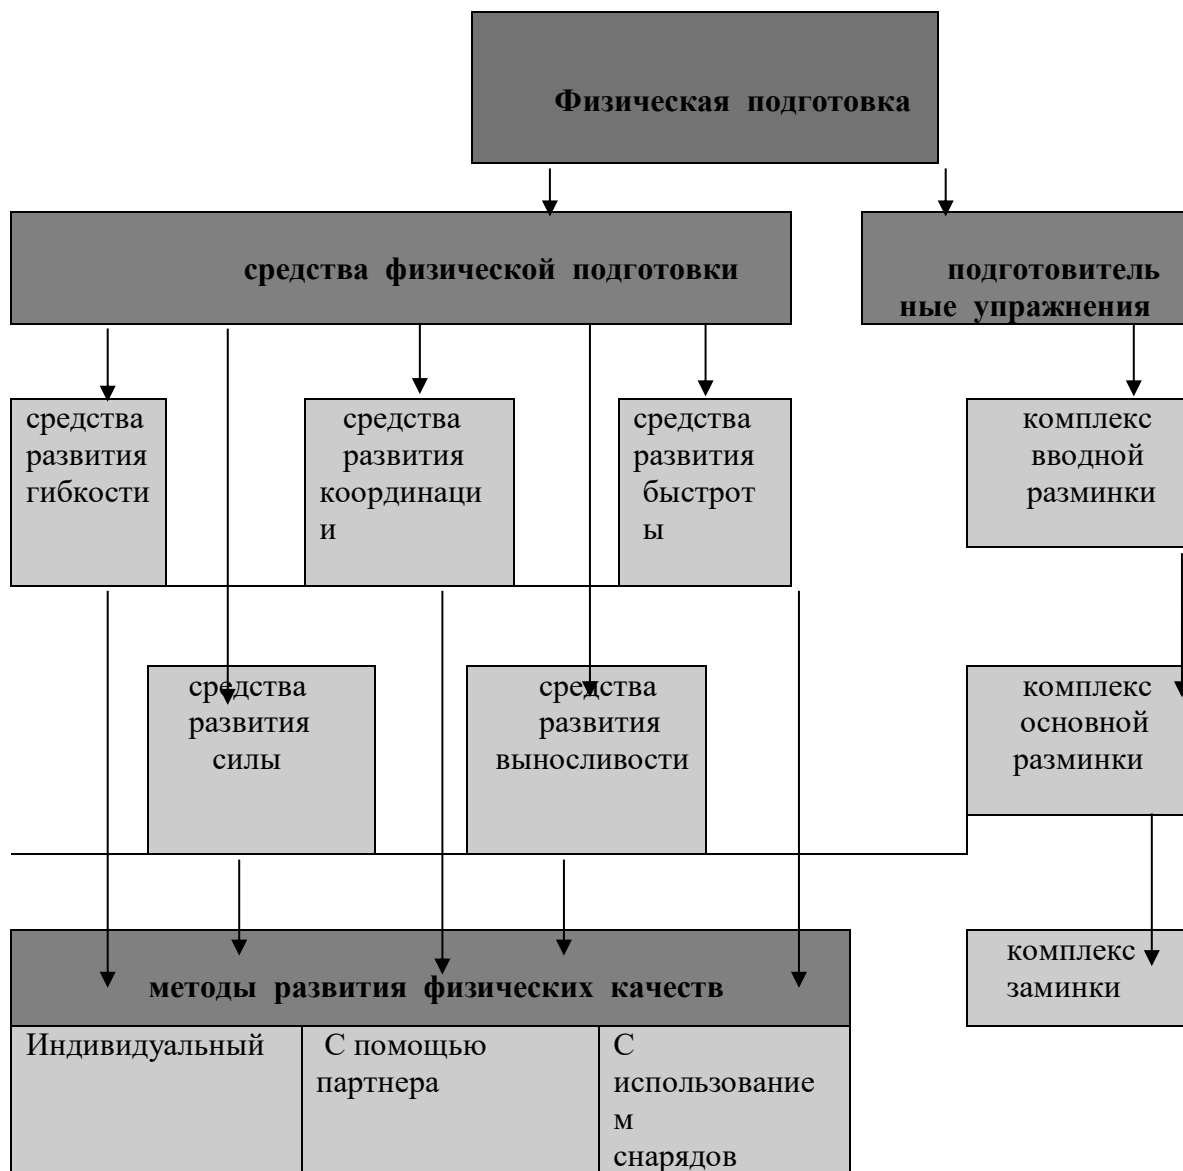 Физическая подготовка
средства физической подготовки
подготовитель
ные упражнения
средства
развития
гибкости
средства
развития
координаци
и
средства
развития
быстрот
ы
комплекс
вводной
разминки
средства
развития
силы
средства
развития
выносливости
комплекс
основной
разминки
методы развития физических качеств
Индивидуальный
С помощью
партнера
С
использование
м
снарядов
комплекс
заминки